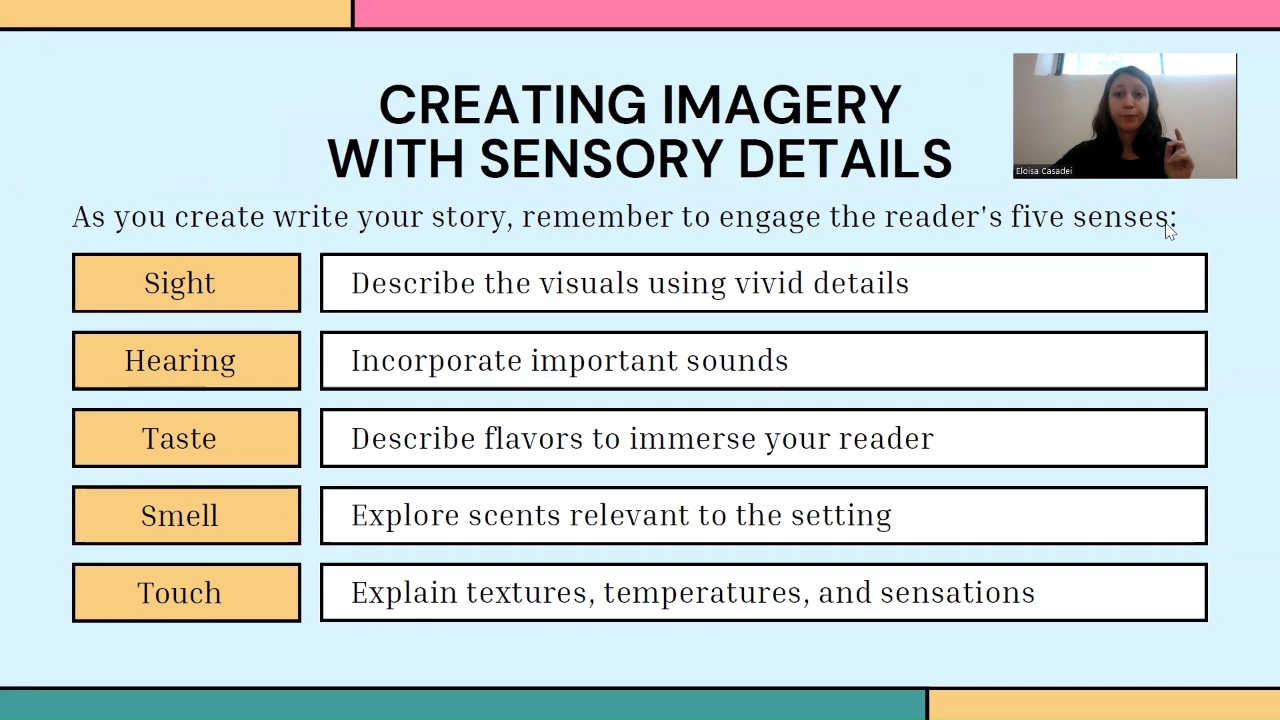 CREATING IMAGERY
WITH SENSORY DETAILS
Eloisa Casadei
As you create write your story, remember to engage the reader's five senses:
Sight
Describe the visuals using vivid details
Hearing
Incorporate important sounds
Taste
Describe flavors to immerse your reader
Smell
Explore scents relevant to the setting
Touch
Explain textures, temperatures, and sensations